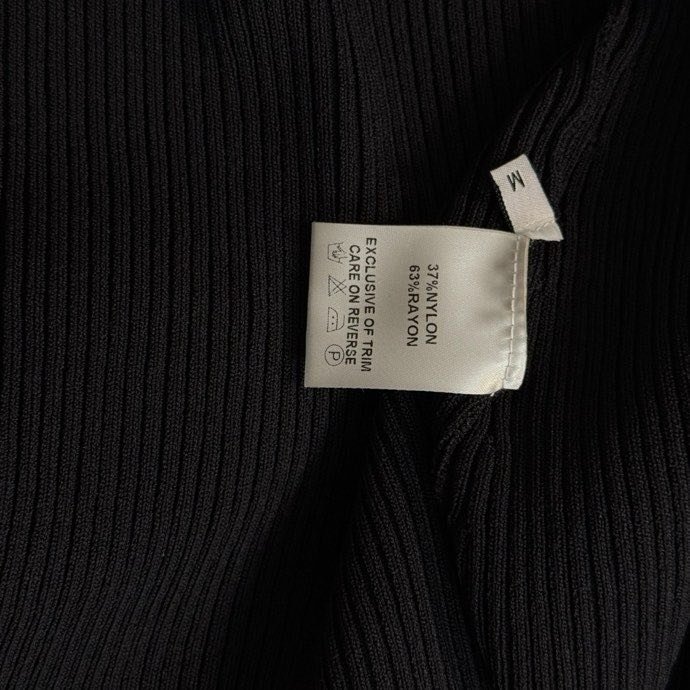 M
37%NYLON
63%RAYON
EXCLUSIVE OF TRIM
CARE ON REVERSE
P